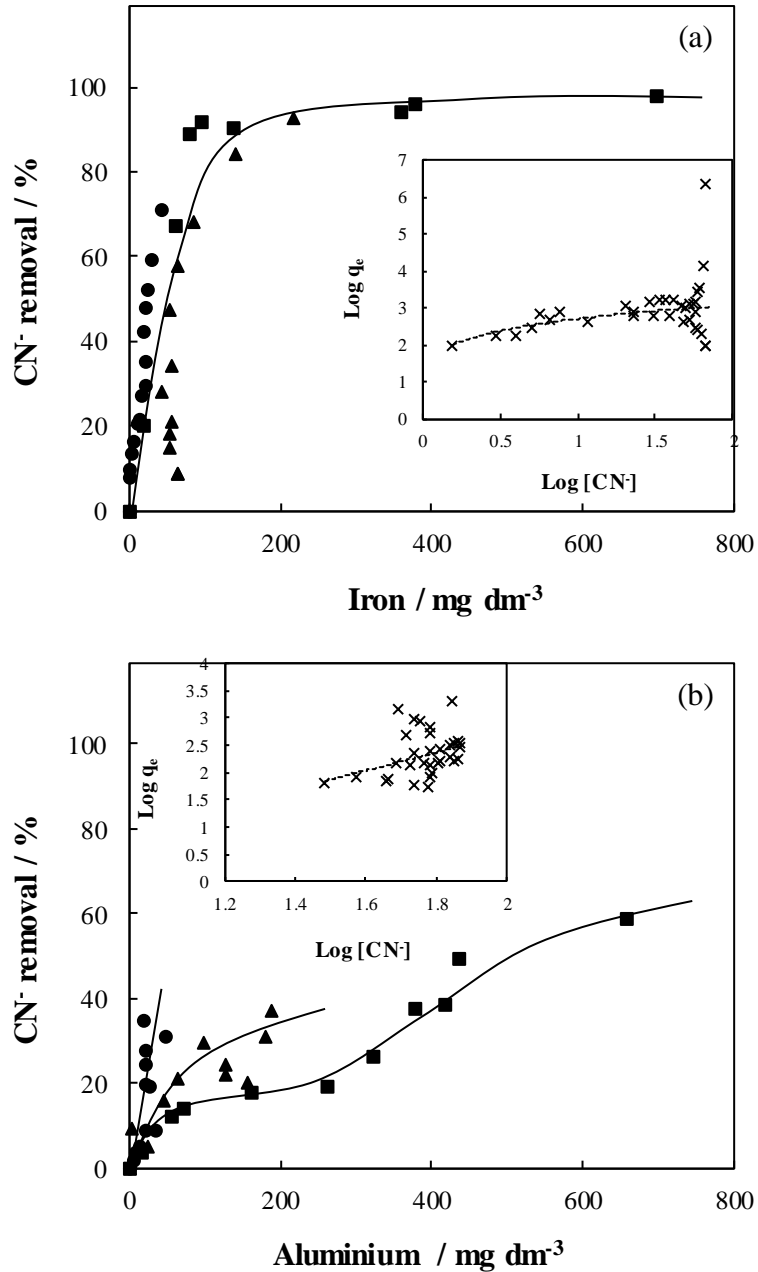 (a)
CN⁻ removal / %
100
80
60
40
20
0
0 200 400 600 800
Iron / mg dm⁻³
Log qₑ
7
6
5
4
3
2
1
0
0 0.5 1 1.5 2
Log [CN⁻]
(b)
CN⁻ removal / %
100
80
60
40
20
0
0 200 400 600 800
Aluminium / mg dm⁻³
Log qₑ
4
3.5
3
2.5
2
1.5
1
0.5
0
1.2 1.4 1.6 1.8 2
Log [CN⁻]